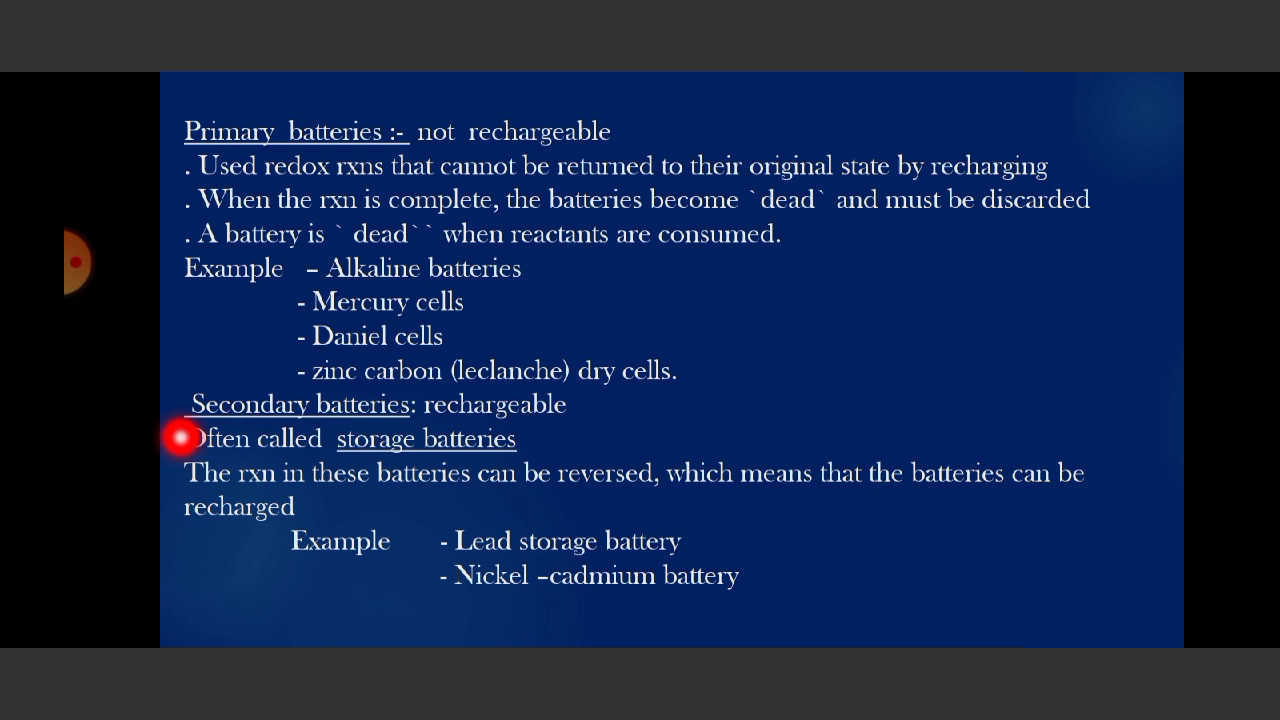 Primary batteries :- not rechargeable
. Used redox rxns that cannot be returned to their original state by recharging
. When the rxn is complete, the batteries become `dead` and must be discarded
. A battery is ` dead`` when reactants are consumed.
Example – Alkaline batteries
- Mercury cells
- Daniel cells
- zinc carbon (leclanche) dry cells.
Secondary batteries: rechargeable
Often called storage batteries
The rxn in these batteries can be reversed, which means that the batteries can be
recharged
Example - Lead storage battery
- Nickel –cadmium battery